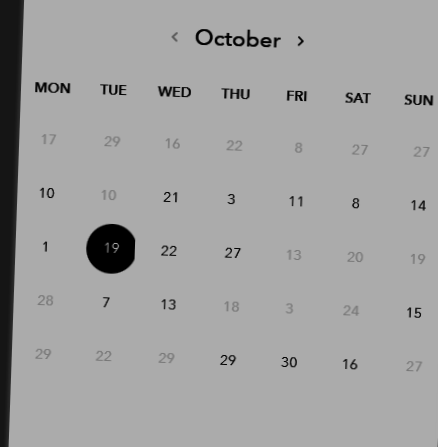 ‹ October ›
MON TUE WED THU FRI SAT SUN
17 29 16 22 8 27 27
10 10 21 3 11 8 14
1 19 22 27 13 20 19
28 7 13 18 3 24 15
29 22 29 29 30 16 27